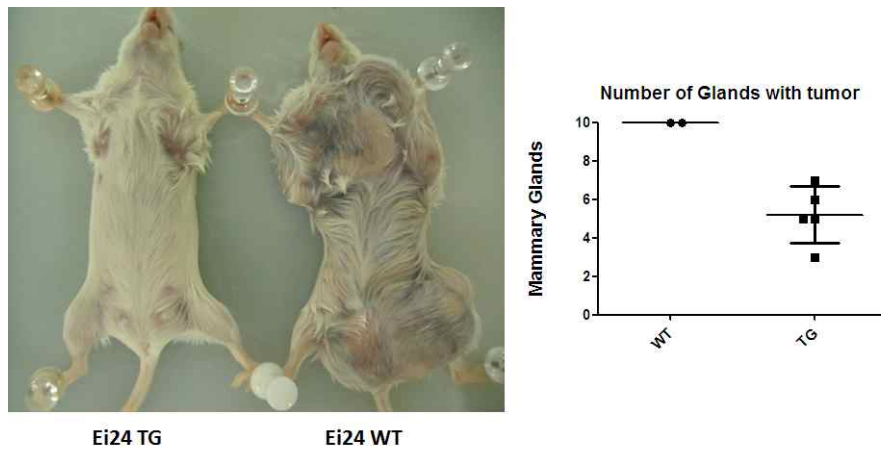 Ei24 TG
Ei24 WT
Number of Glands with tumor
Mammary Glands
10
8
6
4
2
0
WT
TG